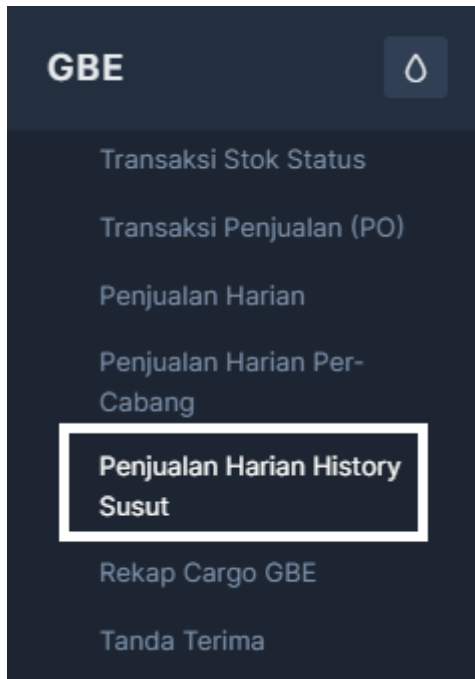 GBE
Transaksi Stok Status
Transaksi Penjualan (PO)
Penjualan Harian
Penjualan Harian Per-
Cabang
Penjualan Harian History
Susut
Rekap Cargo GBE
Tanda Terima